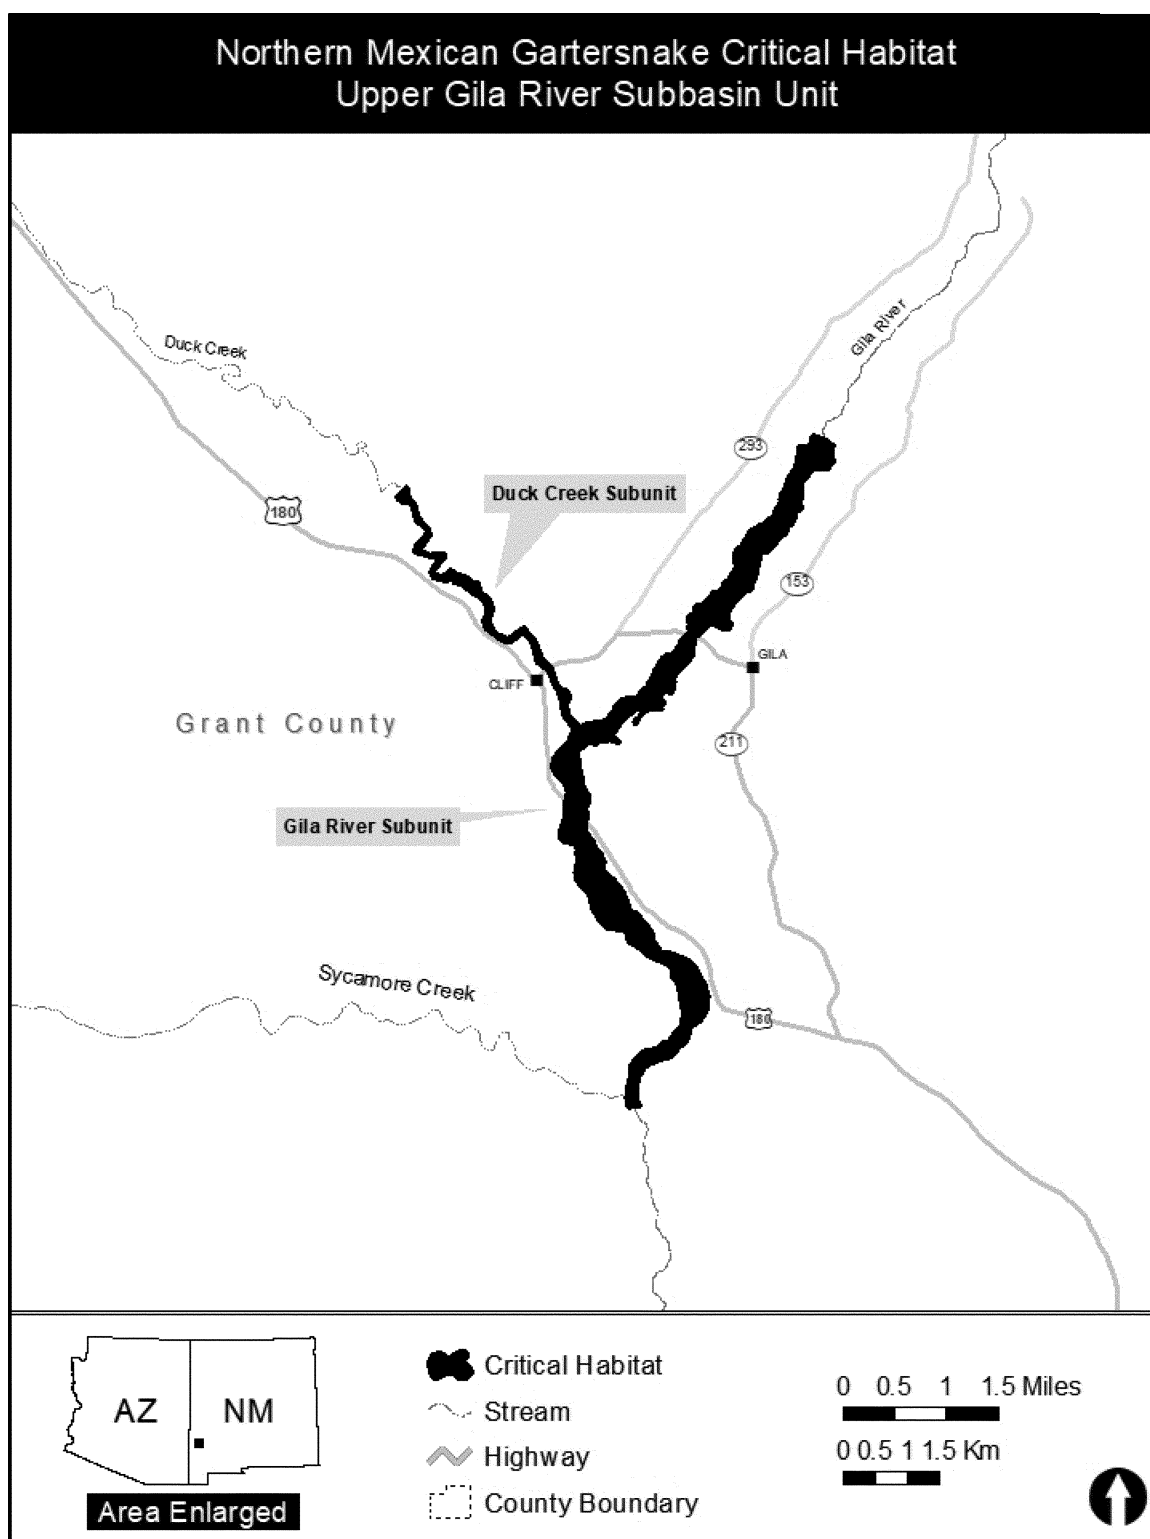 Northern Mexican Gartersnake Critical Habitat
Upper Gila River Subbasin Unit
Gila River
Duck Creek
293
Duck Creek Subunit
180
153
GILA
CLIFF
Grant County
211
Gila River Subunit
Sycamore Creek
180
AZ NM
Area Enlarged
Critical Habitat
Stream
Highway
County Boundary
0 0.5 1 1.5 Miles
0 0.5 1 1.5 Km